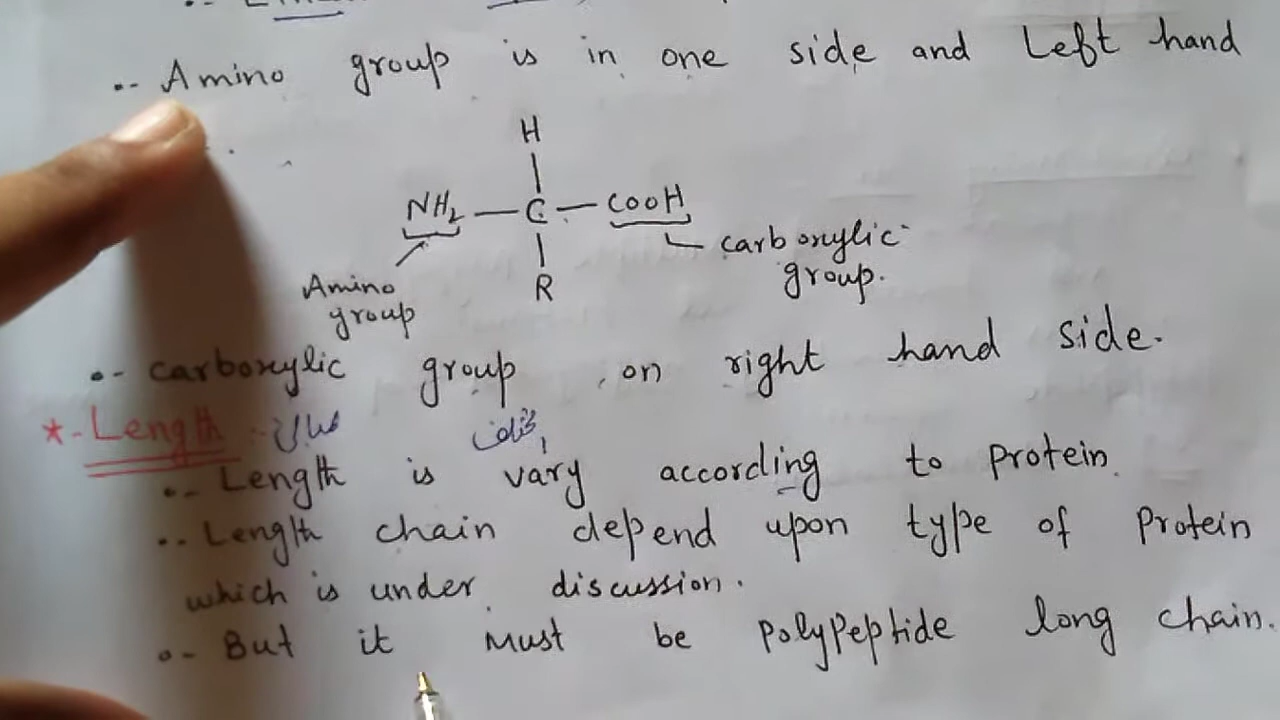 .. Amino group is in one side and Left hand
H
NH2 — C — COOH
carboxylic group.
R
Amino group
.- carboxylic group on right hand side.
*- Length :-
مختلف
.. Length is vary according to protein.
.. Length chain depend upon type of Protein
which is under discussion.
.- But it must be polypeptide long chain.